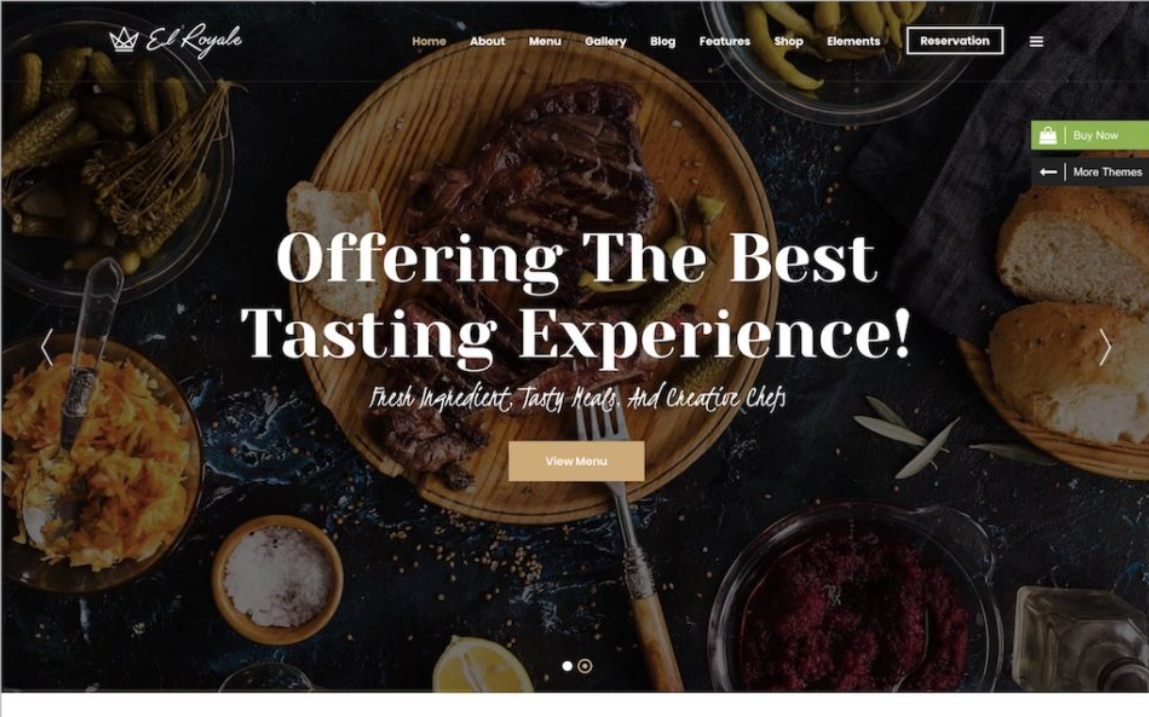 El Royale
Home About Menu Gallery Blog Features Shop Elements Reservation
Buy Now
More Themes
Offering The Best
Tasting Experience!
Fresh Ingredient, Tasty Meals, And Creative Chefs
View Menu